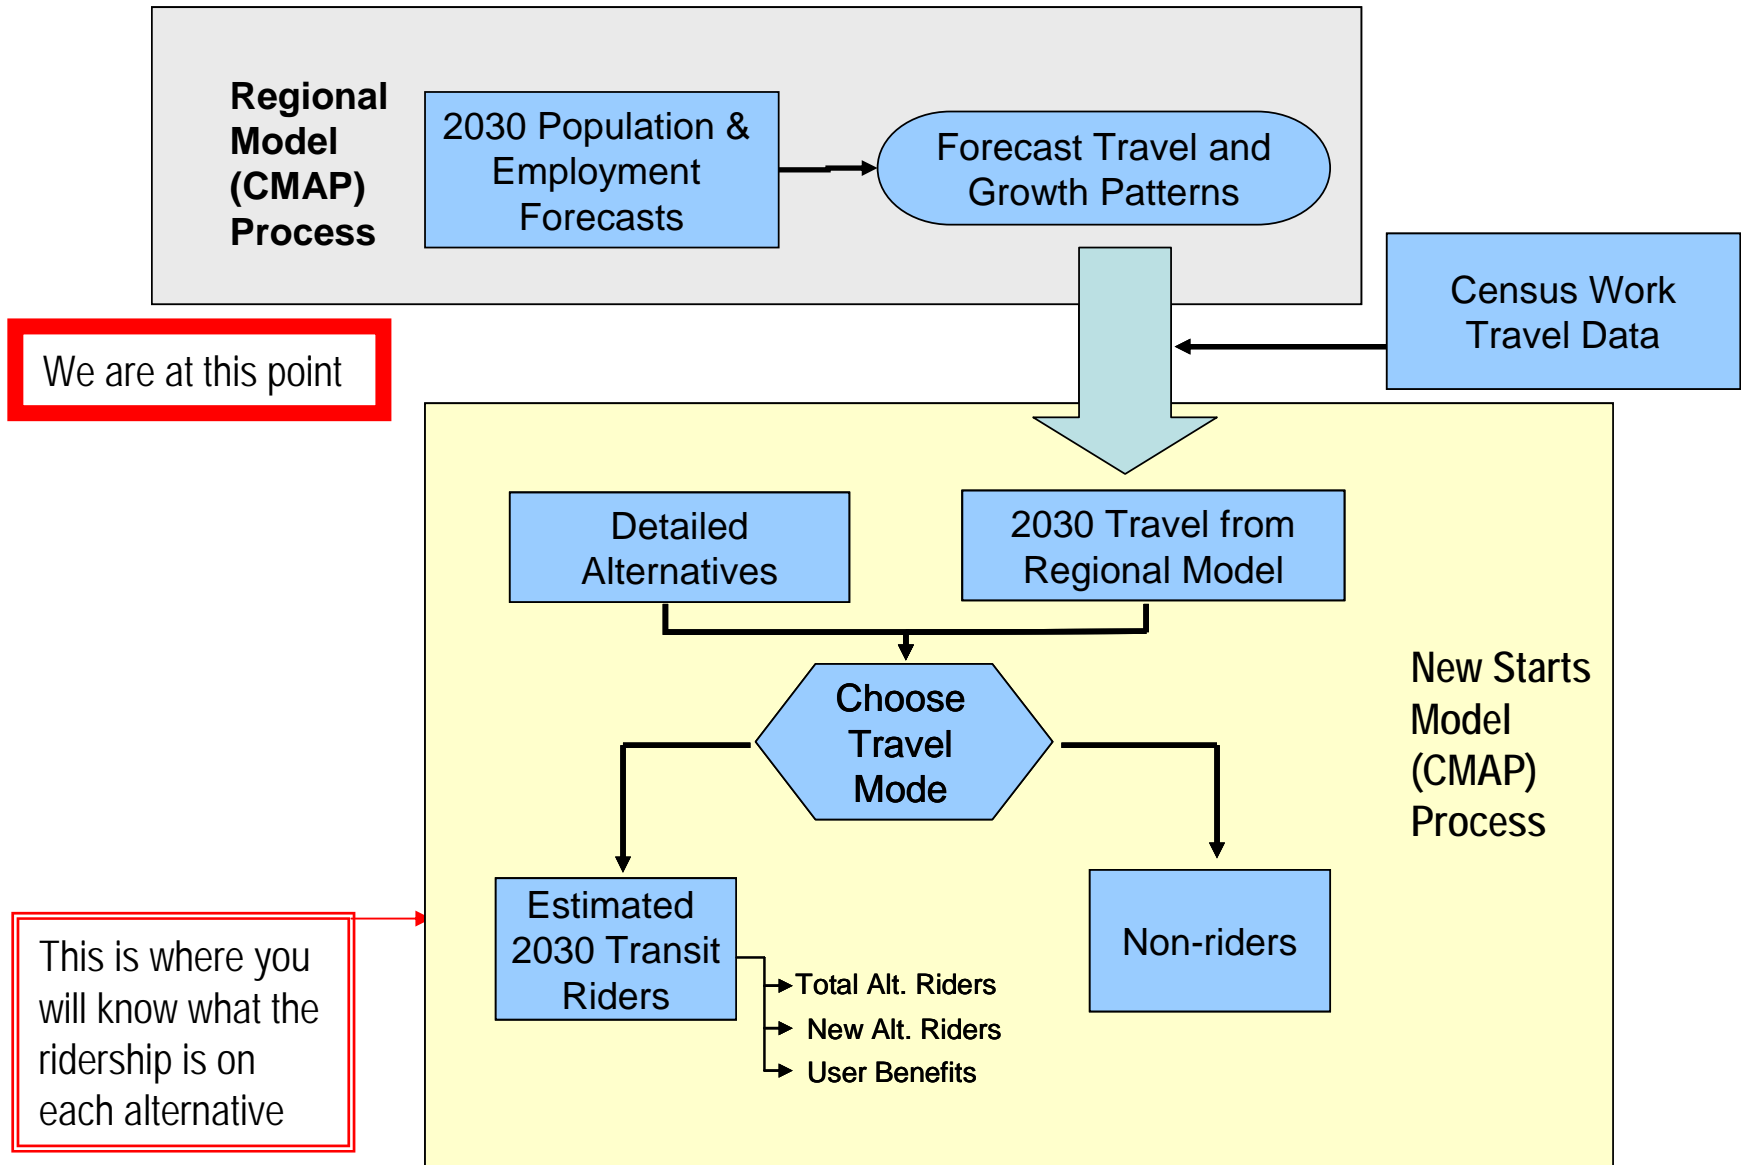 Regional
Model
(CMAP)
Process
2030 Population &
Employment
Forecasts
Forecast Travel and
Growth Patterns
Census Work
Travel Data
We are at this point
Detailed
Alternatives
2030 Travel from
Regional Model
Choose
Travel
Mode
New Starts
Model
(CMAP)
Process
Estimated
2030 Transit
Riders
Non-riders
Total Alt. Riders
New Alt. Riders
User Benefits
This is where you
will know what the
ridership is on
each alternative